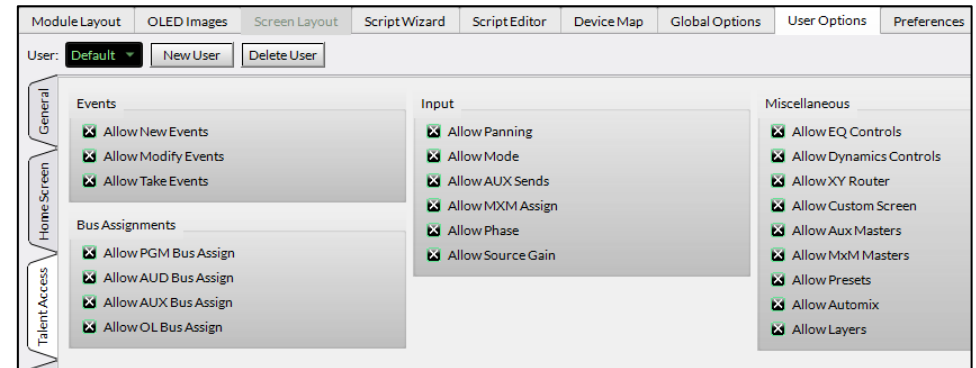 Module Layout OLED Images Screen Layout Script Wizard Script Editor Device Map Global Options User Options Preferences
User: Default New User Delete User
General
Home Screen
Talent Access
Events
Allow New Events
Allow Modify Events
Allow Take Events
Bus Assignments
Allow PGM Bus Assign
Allow AUD Bus Assign
Allow AUX Bus Assign
Allow OL Bus Assign
Input
Allow Panning
Allow Mode
Allow AUX Sends
Allow MXM Assign
Allow Phase
Allow Source Gain
Miscellaneous
Allow EQ Controls
Allow Dynamics Controls
Allow XY Router
Allow Custom Screen
Allow Aux Masters
Allow MxM Masters
Allow Presets
Allow Automix
Allow Layers